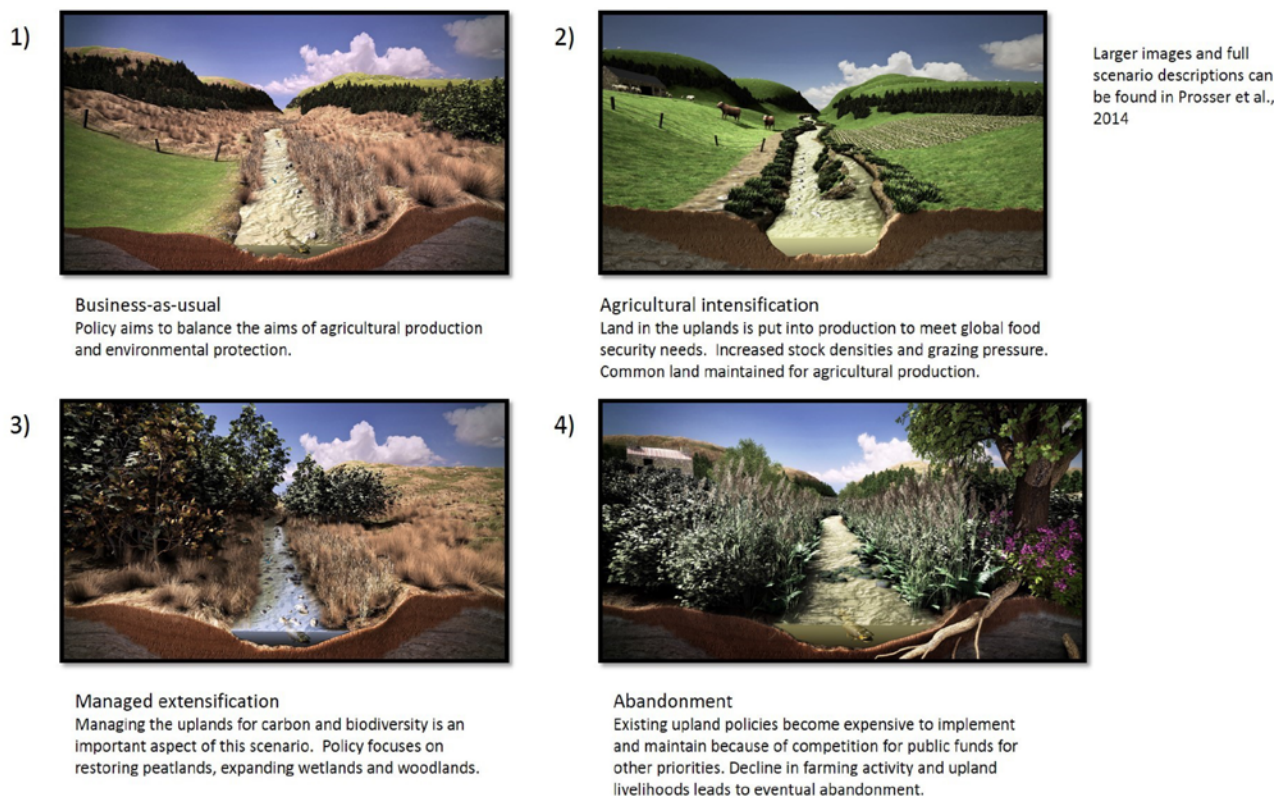 1)
2)
Larger images and full
scenario descriptions can
be found in Prosser et al.,
2014
Business-as-usual
Policy aims to balance the aims of agricultural production
and environmental protection.
Agricultural intensification
Land in the uplands is put into production to meet global food
security needs.  Increased stock densities and grazing pressure.
Common land maintained for agricultural production.
3)
4)
Managed extensification
Managing the uplands for carbon and biodiversity is an
important aspect of this scenario.  Policy focuses on
restoring peatlands, expanding wetlands and woodlands.
Abandonment
Existing upland policies become expensive to implement
and maintain because of competition for public funds for
other priorities. Decline in farming activity and upland
livelihoods leads to eventual abandonment.